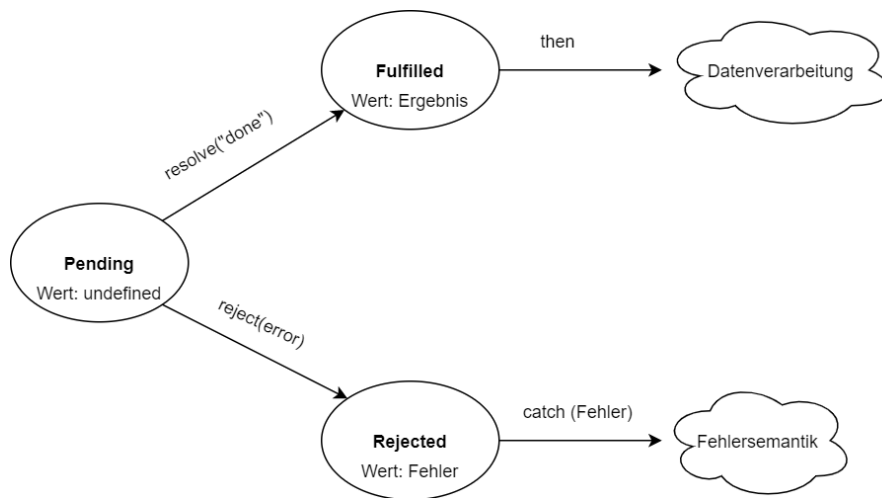 then
Fulfilled
Wert: Ergebnis
Datenverarbeitung
resolve("done")
Pending
Wert: undefined
reject(error)
catch (Fehler)
Rejected
Wert: Fehler
Fehlersemantik